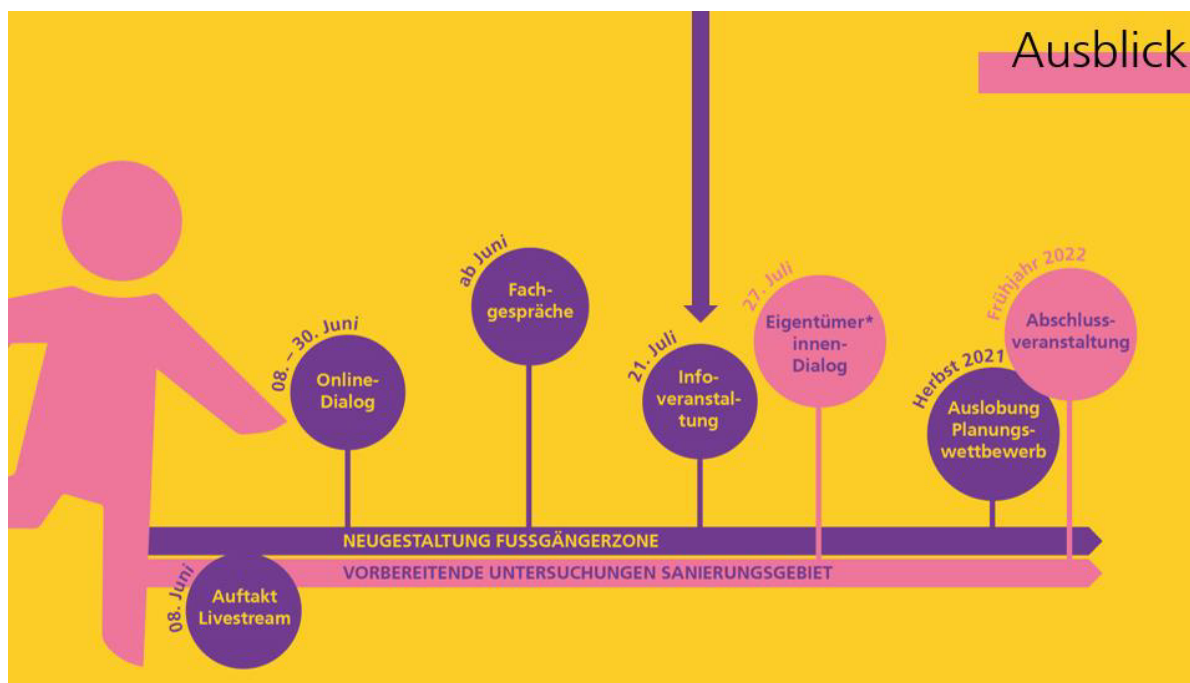 Ausblick
08. – 30. Juni
Online-
Dialog
ab Juni
Fach-
gespräche
21. Juli
Info-
veranstal-
tung
27. Juli
Eigentümer*
innen-
Dialog
Herbst 2021
Auslobung
Planungs-
wettbewerb
Frühjahr 2022
Abschluss-
veranstaltung
NEUGESTALTUNG FUSSGÄNGERZONE
VORBEREITENDE UNTERSUCHUNGEN SANIERUNGSGEBIET
08. Juni
Auftakt
Livestream